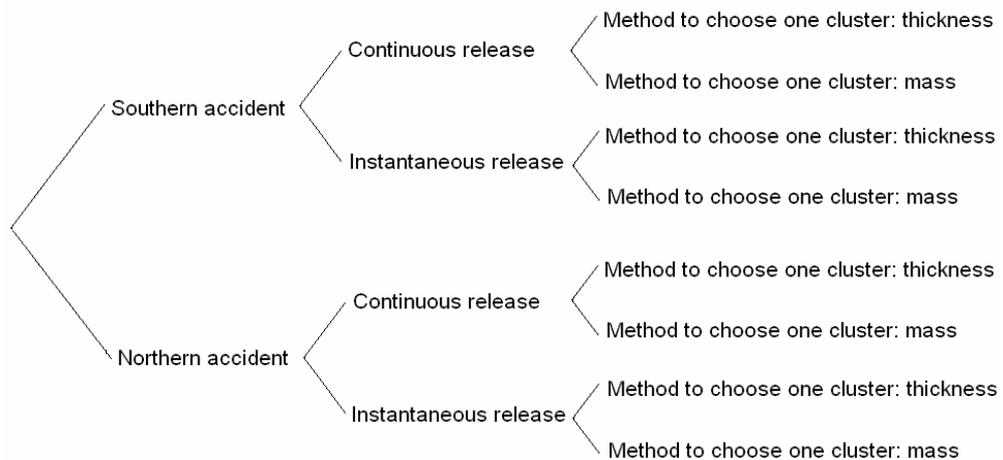 Method to choose one cluster: thickness
Continuous release
Method to choose one cluster: mass
Southern accident
Method to choose one cluster: thickness
Instantaneous release
Method to choose one cluster: mass
Method to choose one cluster: thickness
Continuous release
Method to choose one cluster: mass
Northern accident
Method to choose one cluster: thickness
Instantaneous release
Method to choose one cluster: mass